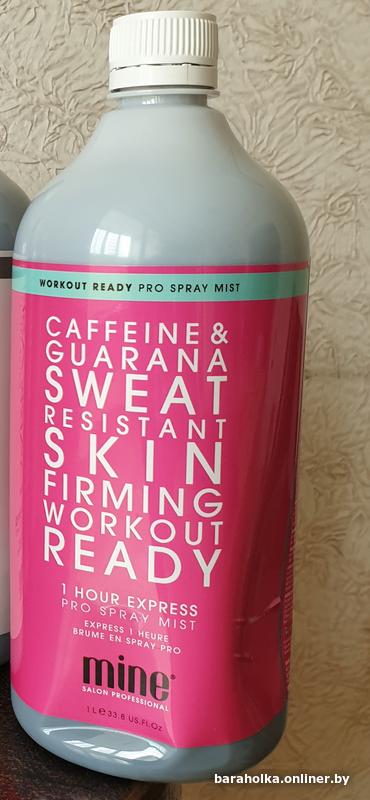 WORKOUT READY PRO SPRAY MIST
CAFFEINE &
GUARANA
SWEAT
RESISTANT
SKIN
FIRMING
WORKOUT
READY
1 HOUR EXPRESS
PRO SPRAY MIST
EXPRESS 1 HEURE
BRUME EN SPRAY PRO
mine
SALON PROFESSIONAL
1 L e 33.8 US.Fl.Oz
baraholka.onliner.by